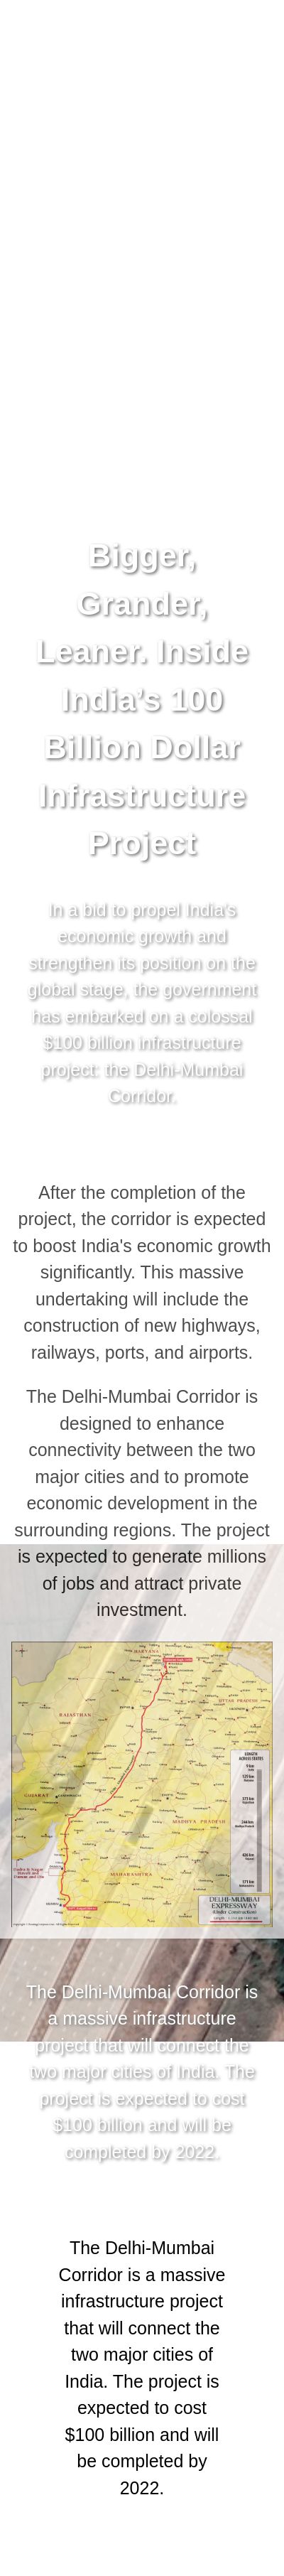 Bigger,
Grander,
Leaner. Inside
India's 100
Billion Dollar
Infrastructure
Project
In a bid to propel India's
economic growth and
strengthen its position on the
global stage, the government
has embarked on a colossal
$100 billion infrastructure
project: the Delhi-Mumbai
Corridor.
After the completion of the
project, the corridor is expected
to boost India's economic growth
significantly. This massive
undertaking will include the
construction of new highways,
railways, ports, and airports.
The Delhi-Mumbai Corridor is
designed to enhance
connectivity between the two
major cities and to promote
economic development in the
surrounding regions. The project
is expected to generate millions
of jobs and attract private
investment.
HARYANA
UTTAR PRADESH
RAJASTHAN
LENGTH
ACROSS STATES
GUJARAT
MADHYA PRADESH
MAHARASHTRA
DELHI-MUMBAI
EXPRESSWAY
(Under Construction)
The Delhi-Mumbai Corridor is
a massive infrastructure
project that will connect the
two major cities of India. The
project is expected to cost
$100 billion and will be
completed by 2022.
The Delhi-Mumbai
Corridor is a massive
infrastructure project
that will connect the
two major cities of
India. The project is
expected to cost
$100 billion and will
be completed by
2022.